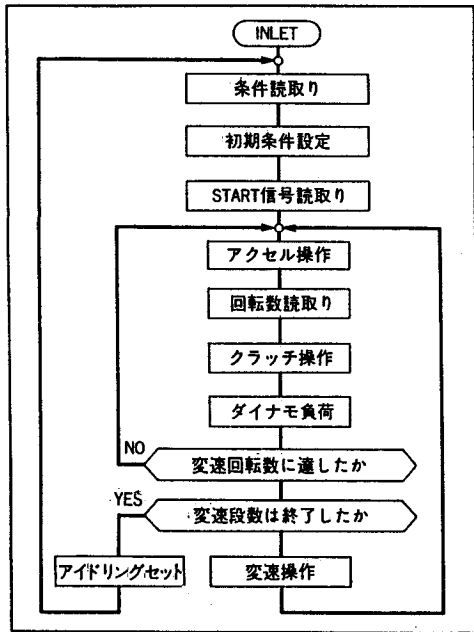 INLET
条件読取り
初期条件設定
START信号読取り
アクセル操作
回転数読取り
クラッチ操作
ダイナモ負荷
NO
変速回転数に達したか
YES
変速段数は終了したか
アイドリングセット
変速操作